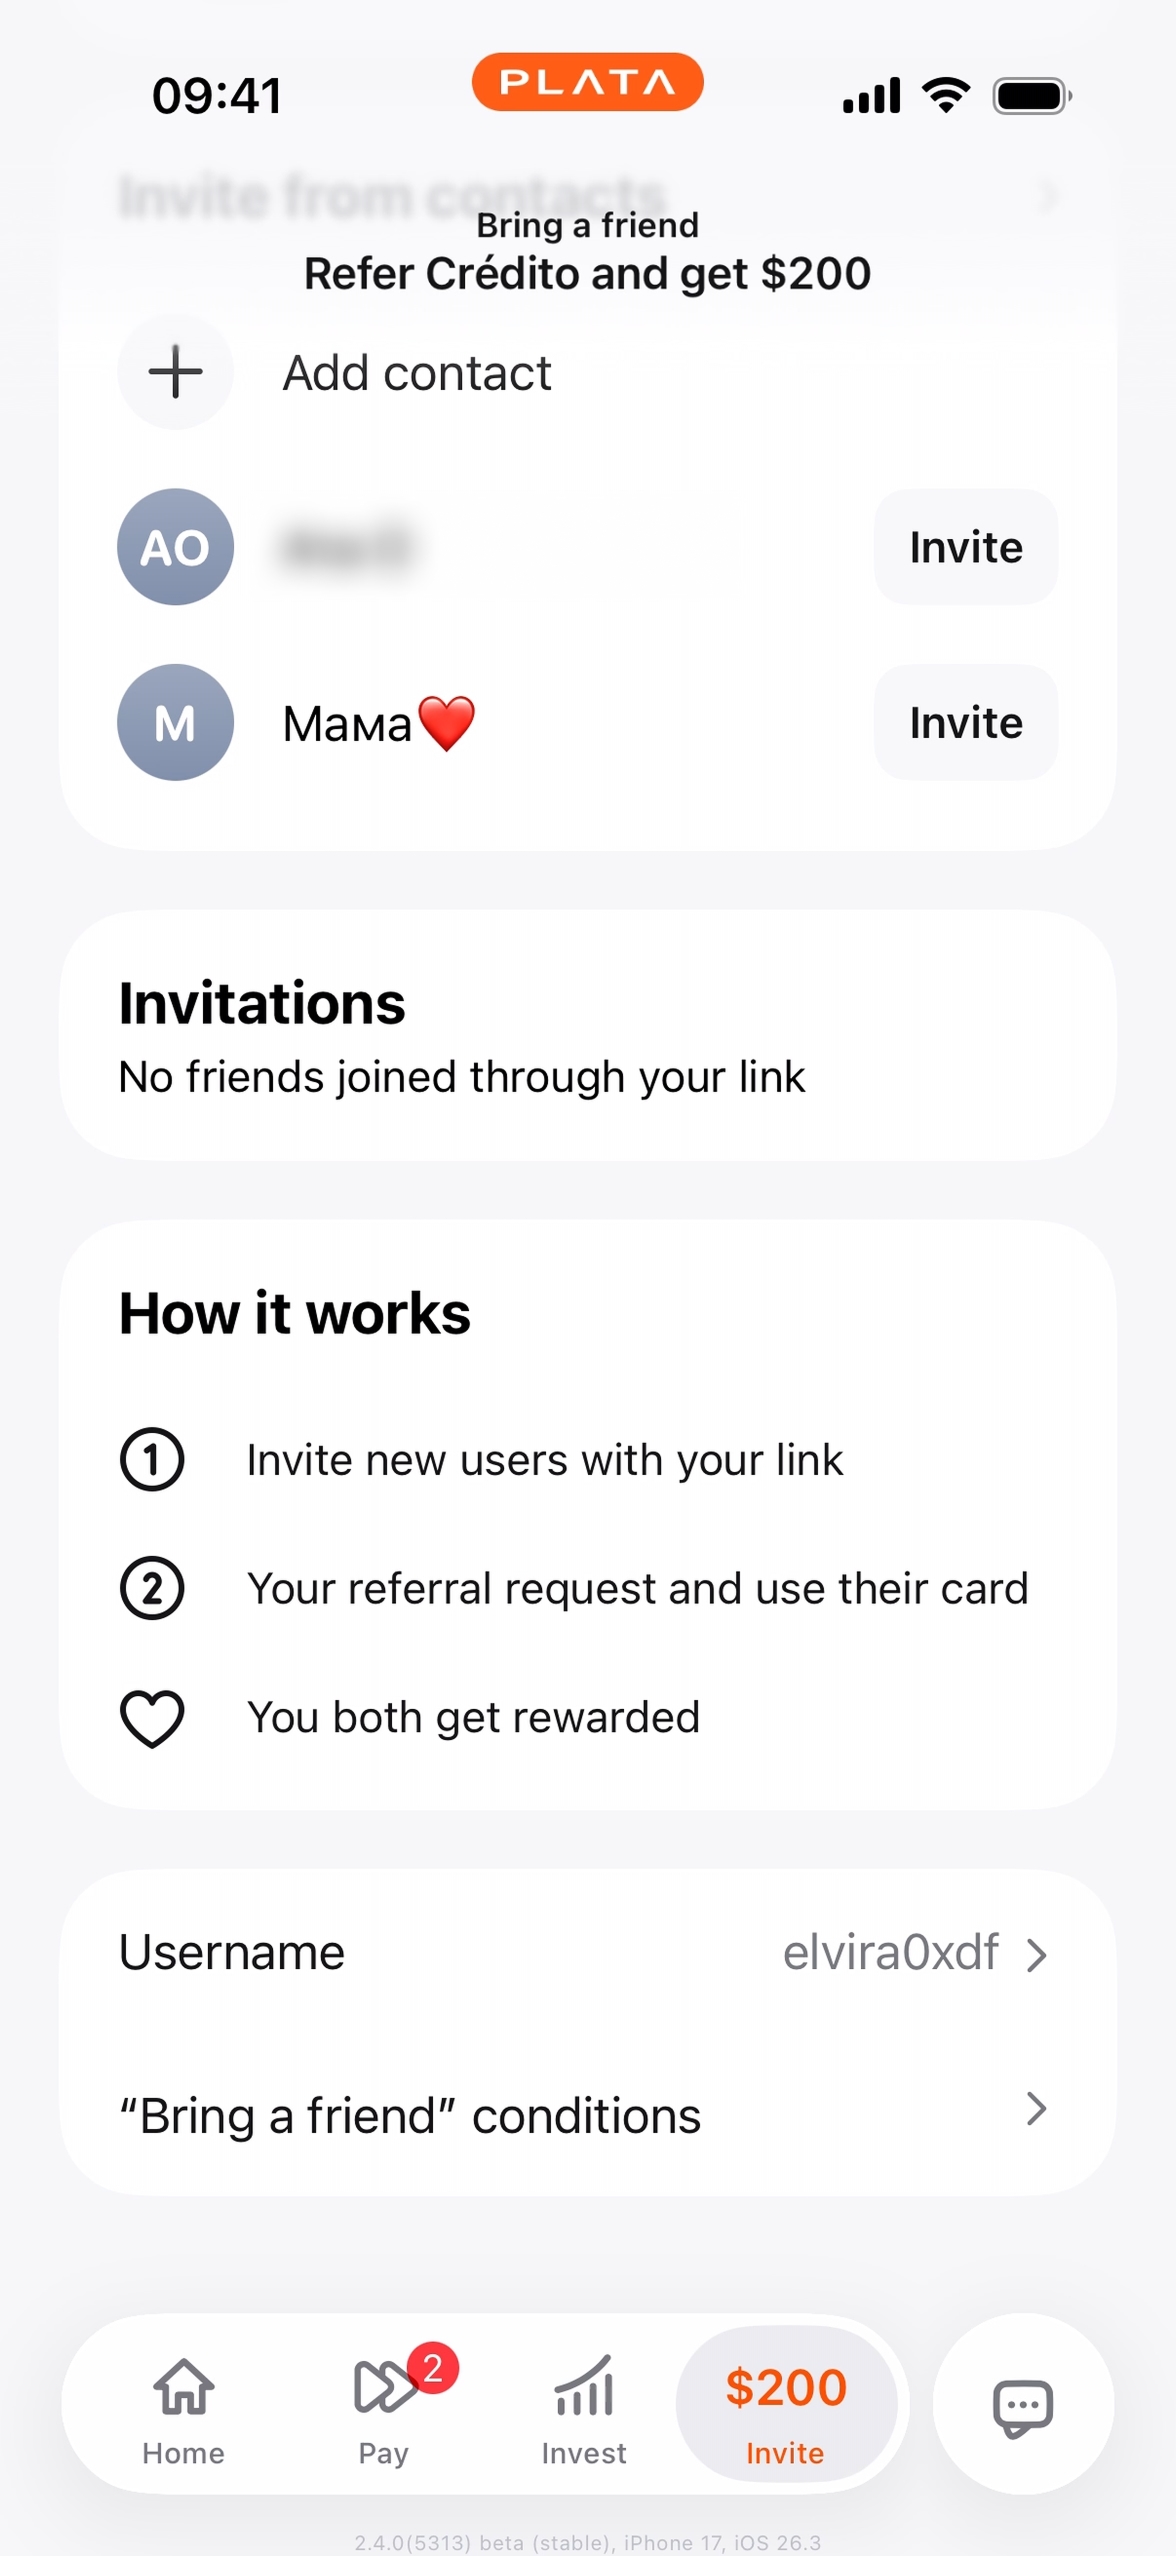 09:41
PLATA
Invite from contacts
Bring a friend
Refer Crédito and get $200
Add contact
AO
Invite
M
Мама❤️
Invite
Invitations
No friends joined through your link
How it works
1
Invite new users with your link
2
Your referral request and use their card
You both get rewarded
Username
elvira0xdf
“Bring a friend” conditions
2
$200
Home
Pay
Invest
Invite
2.4.0(5313) beta (stable), iPhone 17, iOS 26.3